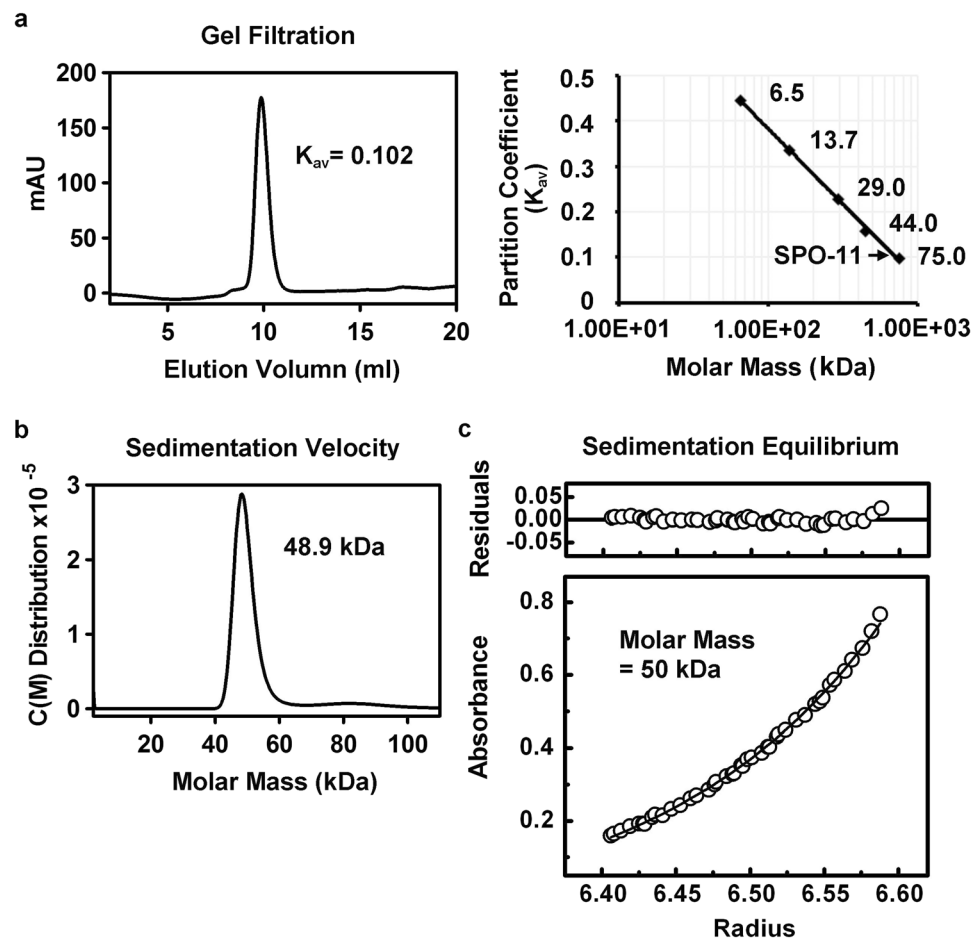 a
Gel Filtration
200
150
100
50
0
mAU
Kav= 0.102
5
10
15
20
Elution Volumn (ml)
0.5
0.4
0.3
0.2
0.1
0
Partition Coefficient
(Kav)
6.5
13.7
29.0
44.0
SPO-11
75.0
1.00E+01
1.00E+02
1.00E+03
Molar Mass (kDa)
b
Sedimentation Velocity
C(M) Distribution x10 -5
3
2
1
0
48.9 kDa
20
40
60
80
100
Molar Mass (kDa)
c
Sedimentation Equilibrium
Residuals
0.05
0.00
-0.05
Absorbance
0.8
0.6
0.4
0.2
Molar Mass
= 50 kDa
6.40
6.45
6.50
6.55
6.60
Radius